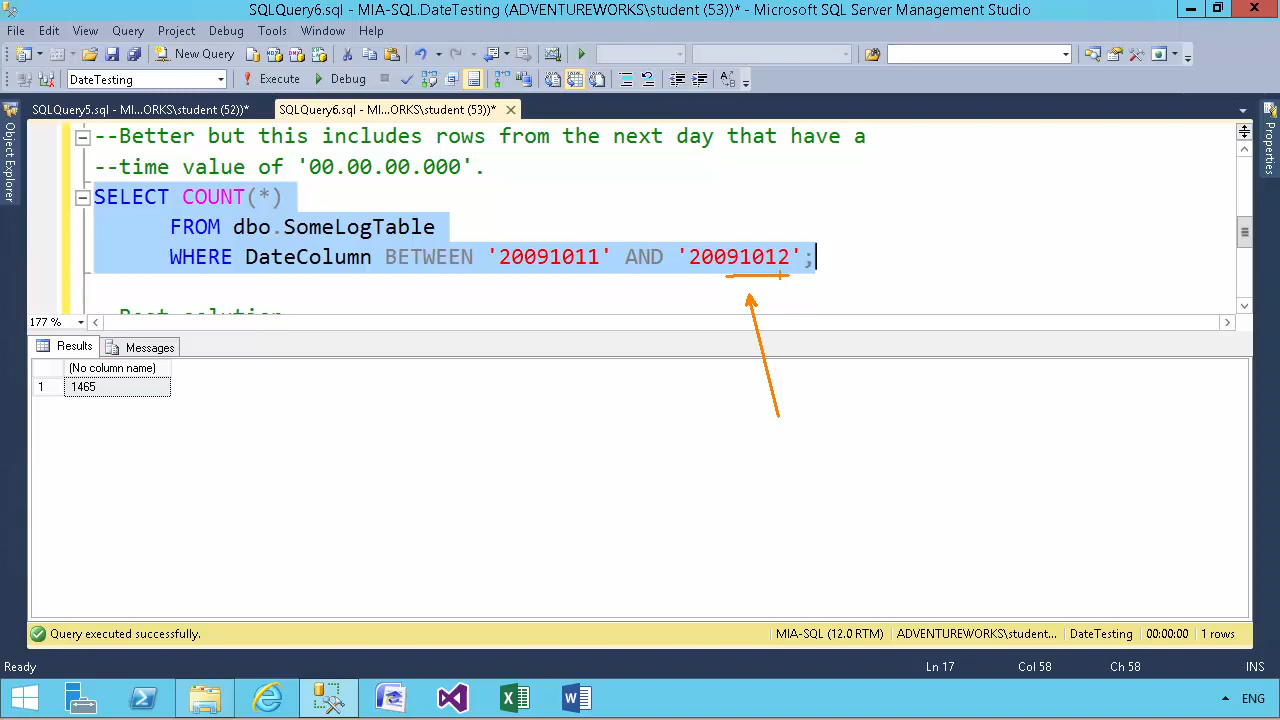 SQLQuery6.sql - MIA-SQL.DateTesting (ADVENTUREWORKS\student (53))* - Microsoft SQL Server Management Studio
File Edit View Query Project Debug Tools Window Help
New Query
DateTesting Execute Debug
SQLQuery5.sql - MI...ORKS\student (52))* SQLQuery6.sql - MI...ORKS\student (53))*
Object Explorer
Properties
--Better but this includes rows from the next day that have a
--time value of '00.00.00.000'.
SELECT COUNT(*)
FROM dbo.SomeLogTable
WHERE DateColumn BETWEEN '20091011' AND '20091012';
Best solution
177 %
Results Messages
(No column name)
1 1465
Query executed successfully. MIA-SQL (12.0 RTM) ADVENTUREWORKS\student... DateTesting 00:00:00 1 rows
Ready Ln 17 Col 58 Ch 58 INS
ENG